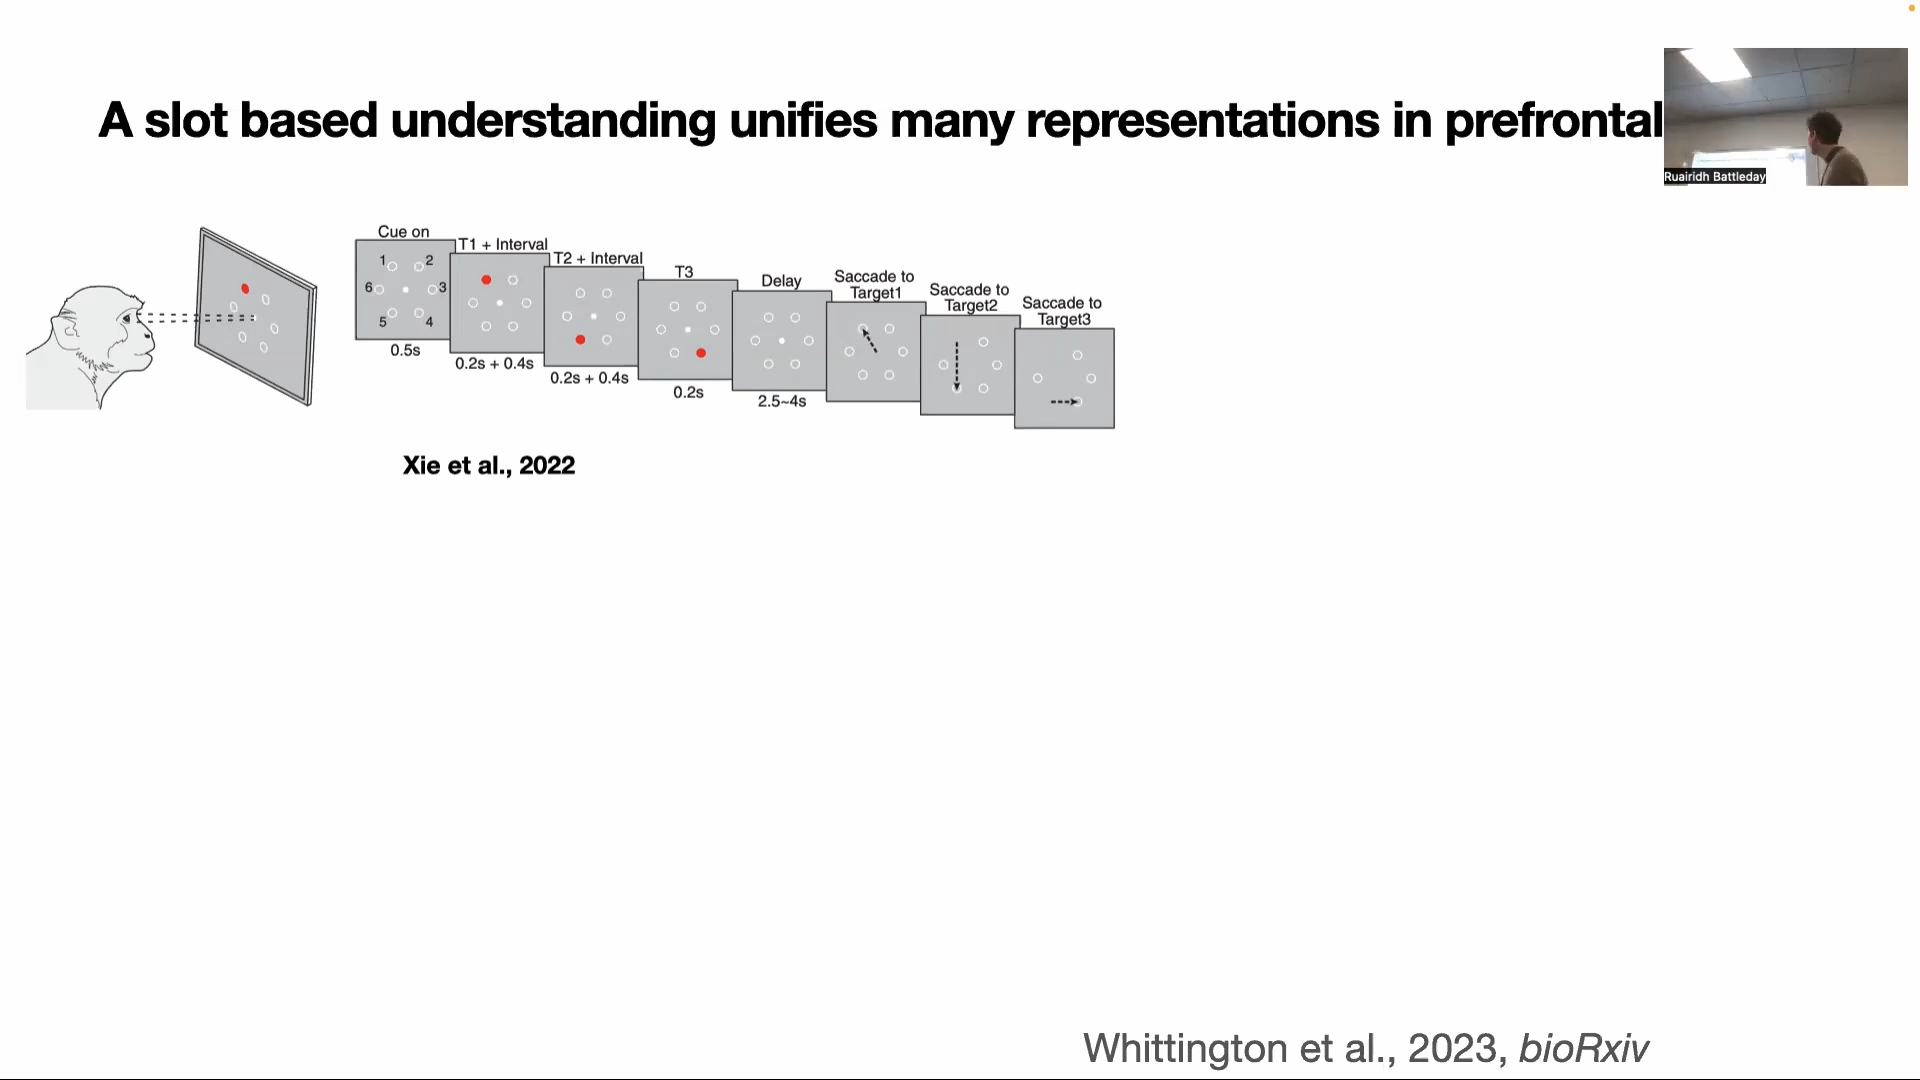 A slot based understanding unifies many representations in prefrontal
Ruairidh Battleday
Cue on
1
2
6
3
5
4
0.5s
T1 + Interval
0.2s + 0.4s
T2 + Interval
0.2s + 0.4s
T3
0.2s
Delay
2.5~4s
Saccade to
Target1
Saccade to
Target2
Saccade to
Target3
Xie et al., 2022
Whittington et al., 2023, bioRxiv